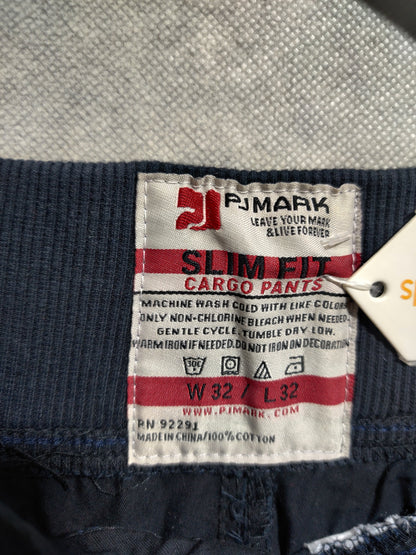 PJMARK
LEAVE YOUR MARK
& LIVE FOREVER
SLIM FIT
CARGO PANTS
MACHINE WASH COLD WITH LIKE COLORS
ONLY NON-CHLORINE BLEACH WHEN NEEDED.
GENTLE CYCLE. TUMBLE DRY LOW.
WARM IRON IF NEEDED. DO NOT IRON ON DECORATION
30C
W 32 / L 32
WWW.PJMARK.COM
RN 92291
MADE IN CHINA/100% COTTON